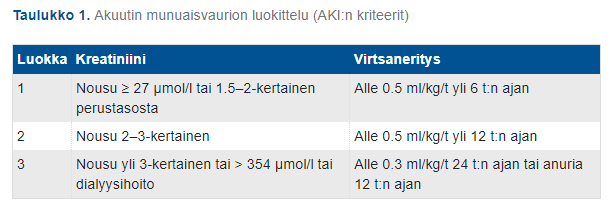 Taulukko 1. Akuutin munuaisvaurion luokittelu (AKI:n kriteerit)
Luokka Kreatiniini Virtsaneritys
1 Nousu ≥ 27 µmol/l tai 1.5–2-kertainen perustasosta Alle 0.5 ml/kg/t yli 6 t:n ajan
2 Nousu 2–3-kertainen Alle 0.5 ml/kg/t yli 12 t:n ajan
3 Nousu yli 3-kertainen tai > 354 µmol/l tai dialyysihoito Alle 0.3 ml/kg/t 24 t:n ajan tai anuria 12 t:n ajan